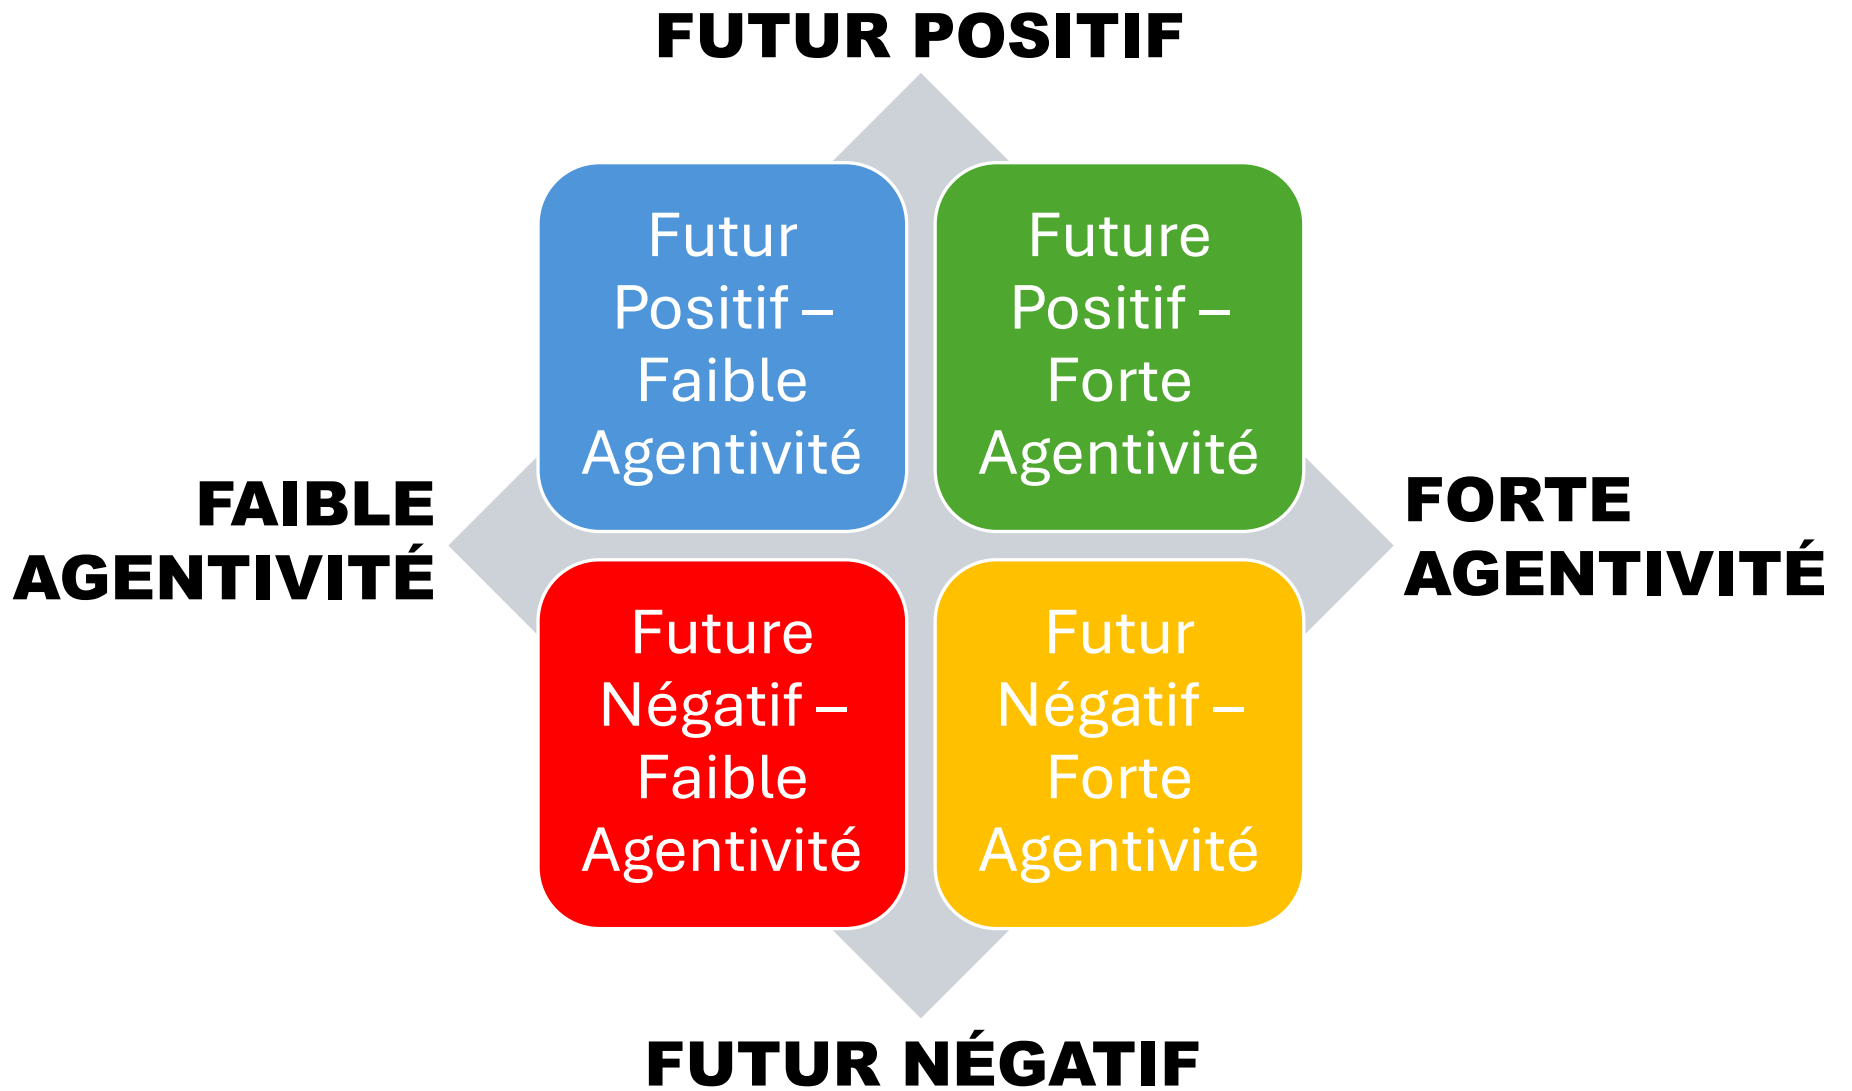 FUTUR POSITIF
Futur
Positif –
Faible
Agentivité
Future
Positif –
Forte
Agentivité
FAIBLE
AGENTIVITÉ
FORTE
AGENTIVITÉ
Future
Négatif –
Faible
Agentivité
Futur
Négatif –
Forte
Agentivité
FUTUR NÉGATIF